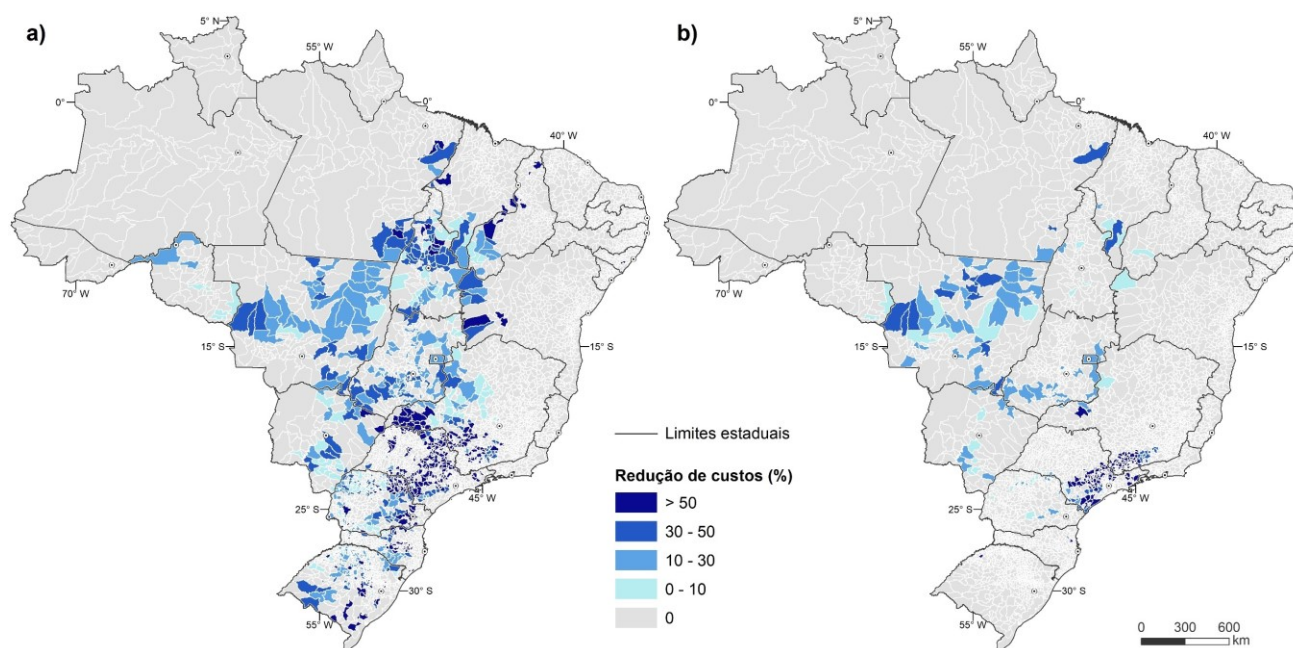 a)
5° N
55° W
0°
0°
40° W
70° W
15° S
15° S
25° S
45° W
30° S
55° W
Limites estaduais
Redução de custos (%)
> 50
30 - 50
10 - 30
0 - 10
0
b)
5° N
55° W
0°
0°
40° W
70° W
15° S
15° S
25° S
45° W
30° S
55° W
0 300 600
km